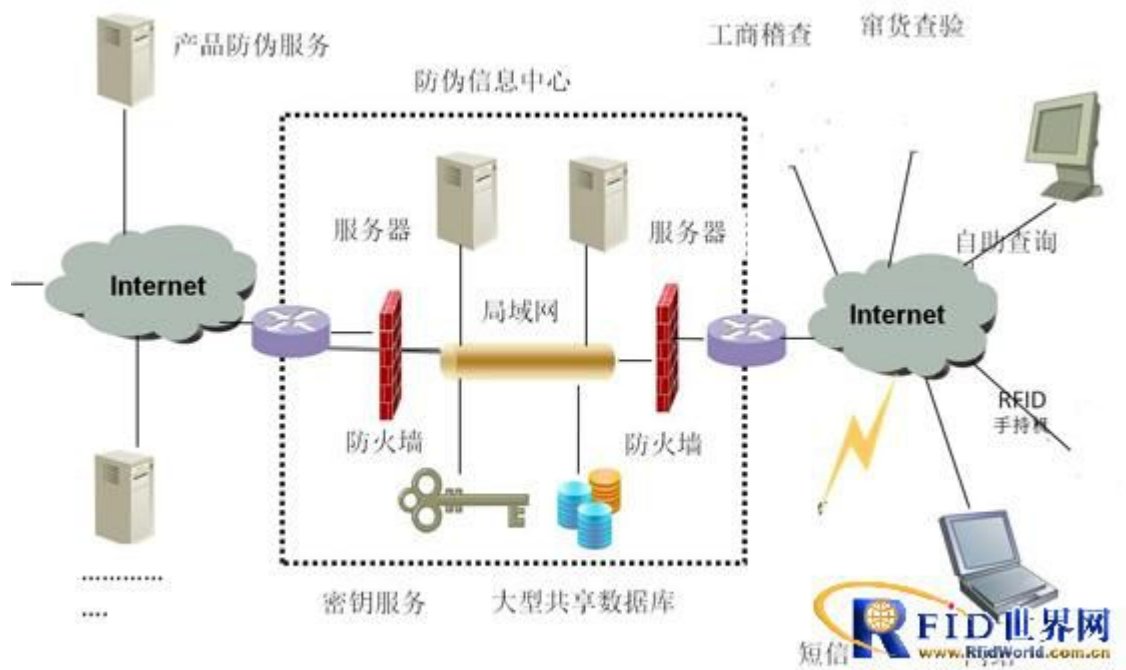 产品防伪服务
工商稽查
窜货查验
防伪信息中心
服务器
服务器
自助查询
Internet
局域网
Internet
RFID
手持机
防火墙
防火墙
密钥服务
大型共享数据库
............
....
短信
RFID世界网
www.RfidWorld.com.cn